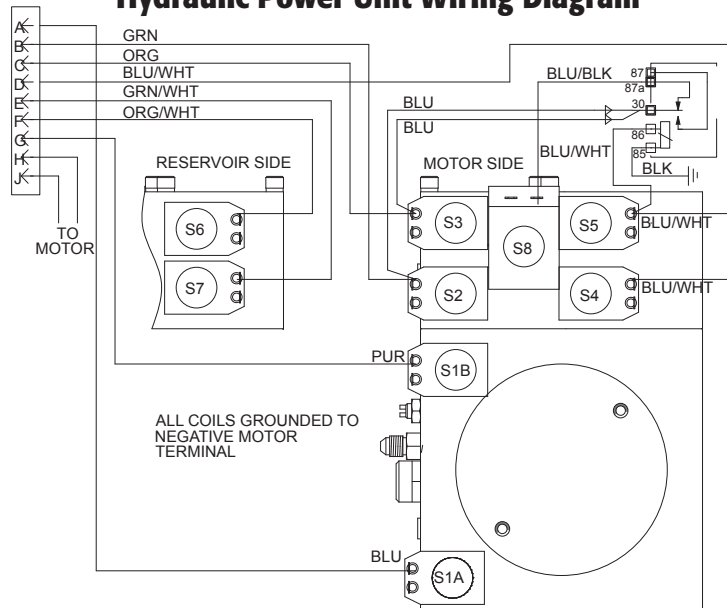 Hydraulic Power Unit Wiring Diagram
A
B
C
D
E
F
G
H
J
GRN
ORG
BLU/WHT
GRN/WHT
ORG/WHT
TO
MOTOR
RESERVOIR SIDE
S6
S7
MOTOR SIDE
BLU
BLU
BLU/BLK
BLU/WHT
87
87a
30
86
85
BLK
S3
S8
S5
BLU/WHT
S2
S4
BLU/WHT
PUR
S1B
ALL COILS GROUNDED TO
NEGATIVE MOTOR
TERMINAL
BLU
S1A